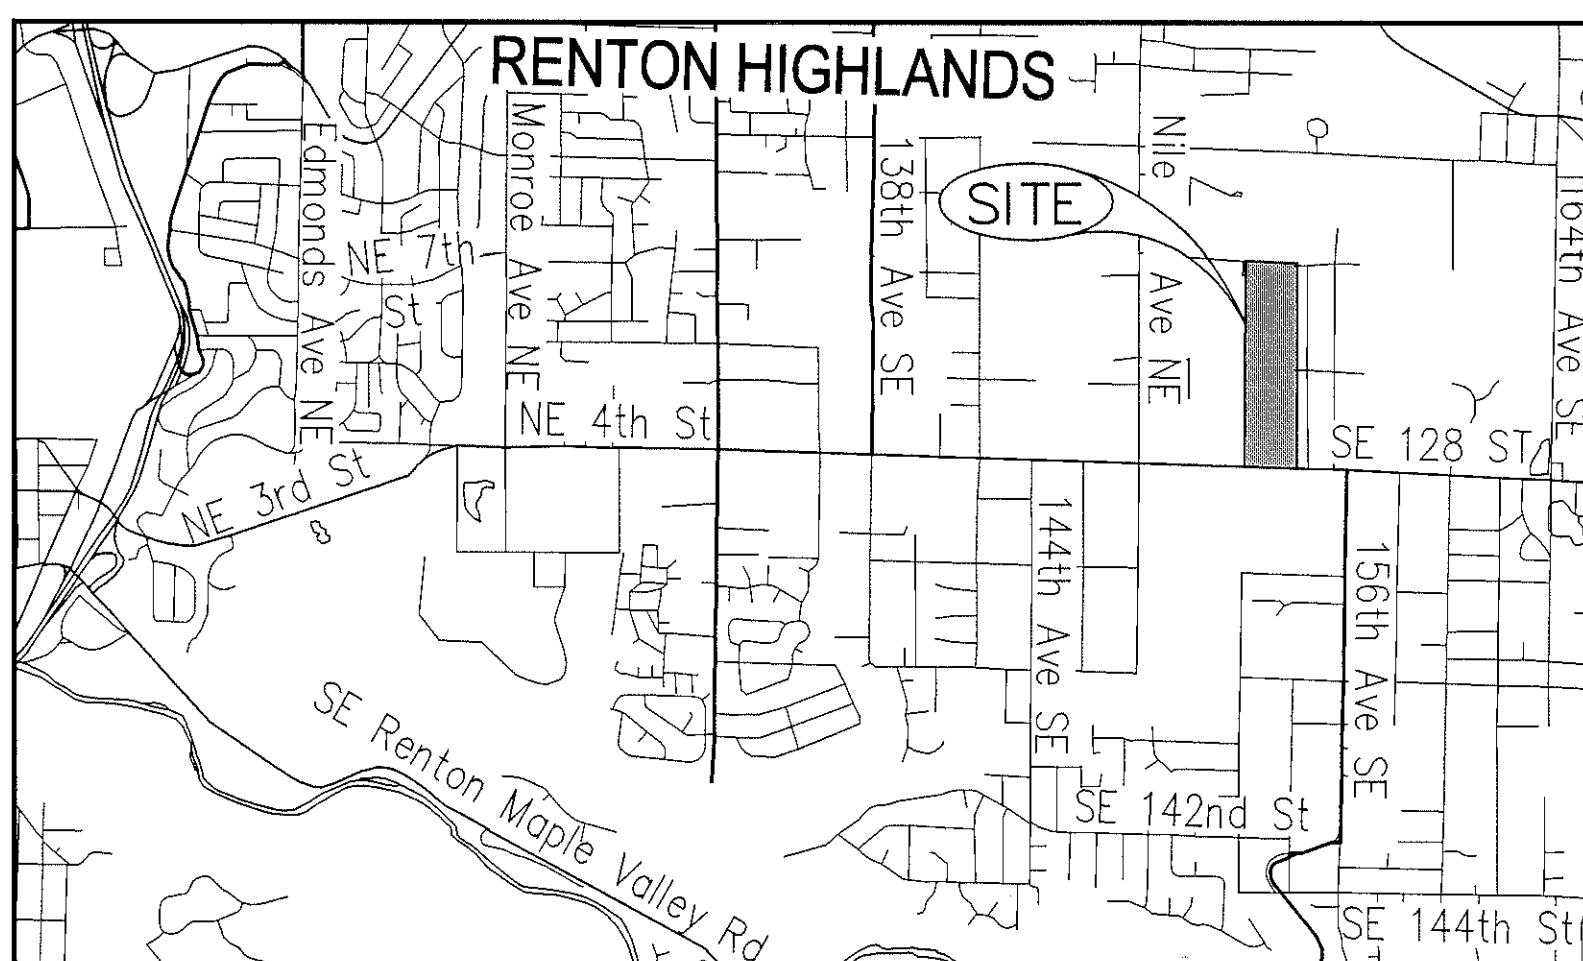 RENTON HIGHLANDS
Edmonds Ave NE
Monroe Ave NE
138th Ave SE
Nile Ave NE
SITE
164th Ave SE
NE 7th
St
NE 4th St
SE 128 ST
NE 3rd St
144th Ave SE
156th Ave SE
SE Renton Maple Valley Rd
SE 142nd St
SE 144th St